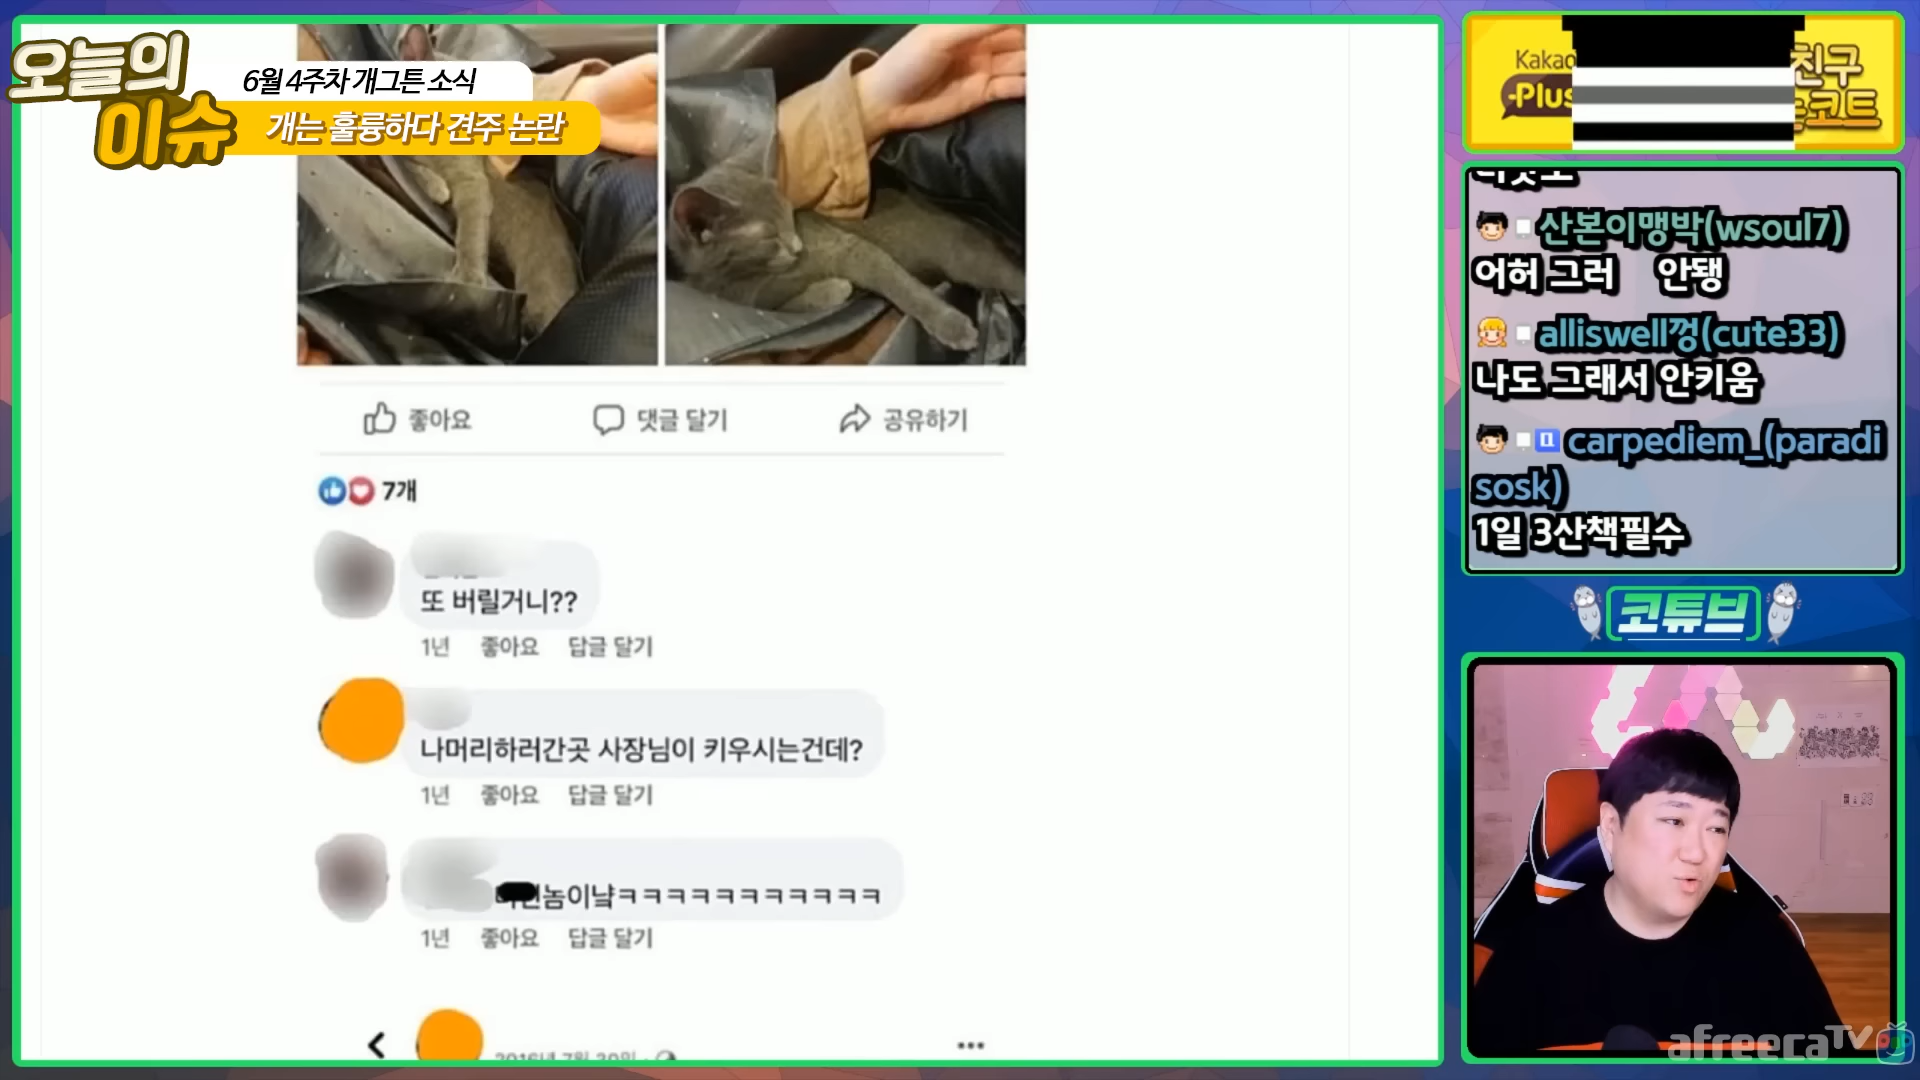 오늘의
이슈
6월 4주차 개그튼 소식
개는 훌륭하다 견주 논란
좋아요
댓글 달기
공유하기
7개
또 버릴거니??
1년 좋아요 답글 달기
나머리하러간곳 사장님이 키우시는건데?
1년 좋아요 답글 달기
놈이냨ㅋㅋㅋㅋㅋㅋㅋㅋㅋㅋㅋ
1년 좋아요 답글 달기
친구
코트
산본이맹박(wsoul7)
어허 그러 안됑
alliswell껑(cute33)
나도 그래서 안키움
carpediem_(paradi
sosk)
1일 3산책필수
코튜브
afreecaTV